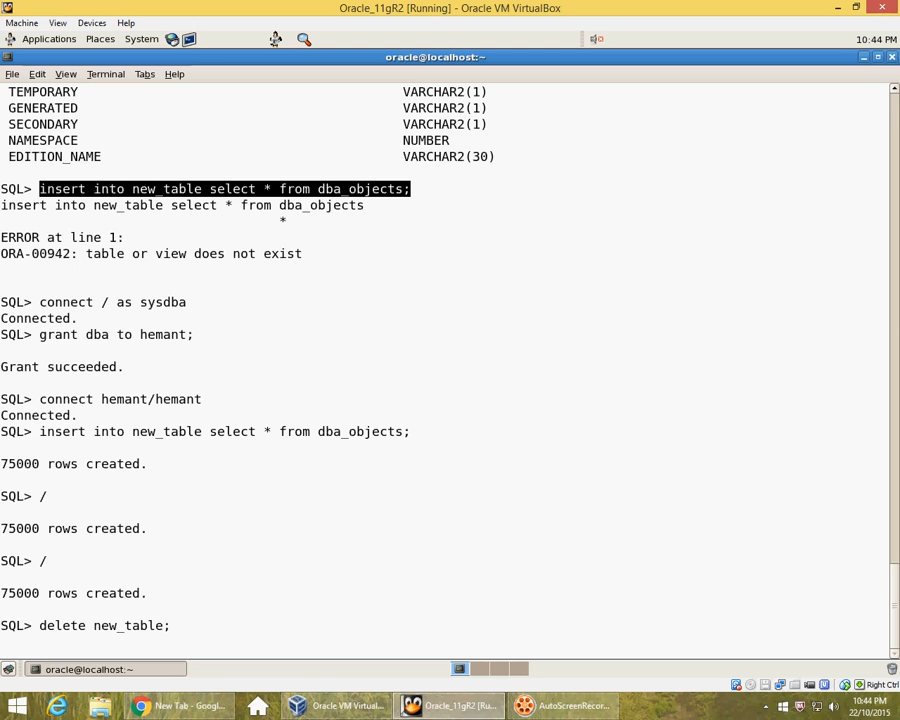 Oracle_11gR2 [Running] - Oracle VM VirtualBox
Machine View Devices Help
Applications Places System 10:44 PM
oracle@localhost:~
File Edit View Terminal Tabs Help
TEMPORARY VARCHAR2(1)
GENERATED VARCHAR2(1)
SECONDARY VARCHAR2(1)
NAMESPACE NUMBER
EDITION_NAME VARCHAR2(30)
SQL> insert into new_table select * from dba_objects;
insert into new_table select * from dba_objects
*
ERROR at line 1:
ORA-00942: table or view does not exist
SQL> connect / as sysdba
Connected.
SQL> grant dba to hemant;
Grant succeeded.
SQL> connect hemant/hemant
Connected.
SQL> insert into new_table select * from dba_objects;
75000 rows created.
SQL> /
75000 rows created.
SQL> /
75000 rows created.
SQL> delete new_table;
oracle@localhost:~
Right Ctrl
New Tab - Googl... Oracle VM Virtual... Oracle_11gR2 [Ru... AutoScreenRecor... 10:44 PM
22/10/2015